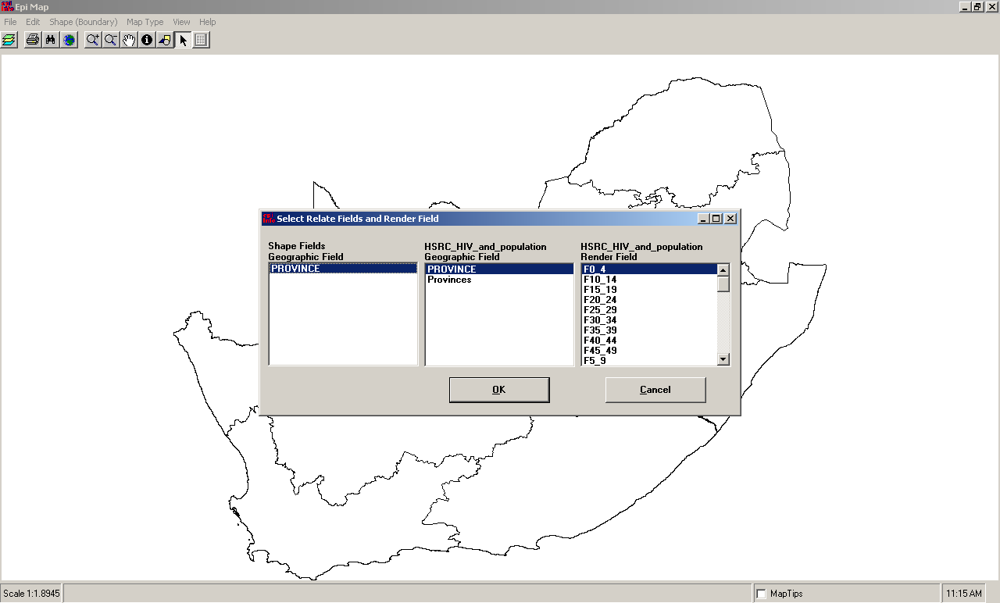 Epi Map
File Edit Shape (Boundary) Map Type View Help
epi info Select Relate Fields and Render Field
Shape Fields
Geographic Field
PROVINCE
HSRC_HIV_and_population
Geographic Field
PROVINCE
Provinces
HSRC_HIV_and_population
Render Field
F0_4
F10_14
F15_19
F20_24
F25_29
F30_34
F35_39
F40_44
F45_49
F5_9
OK
Cancel
Scale 1:1.8945
MapTips
11:15 AM